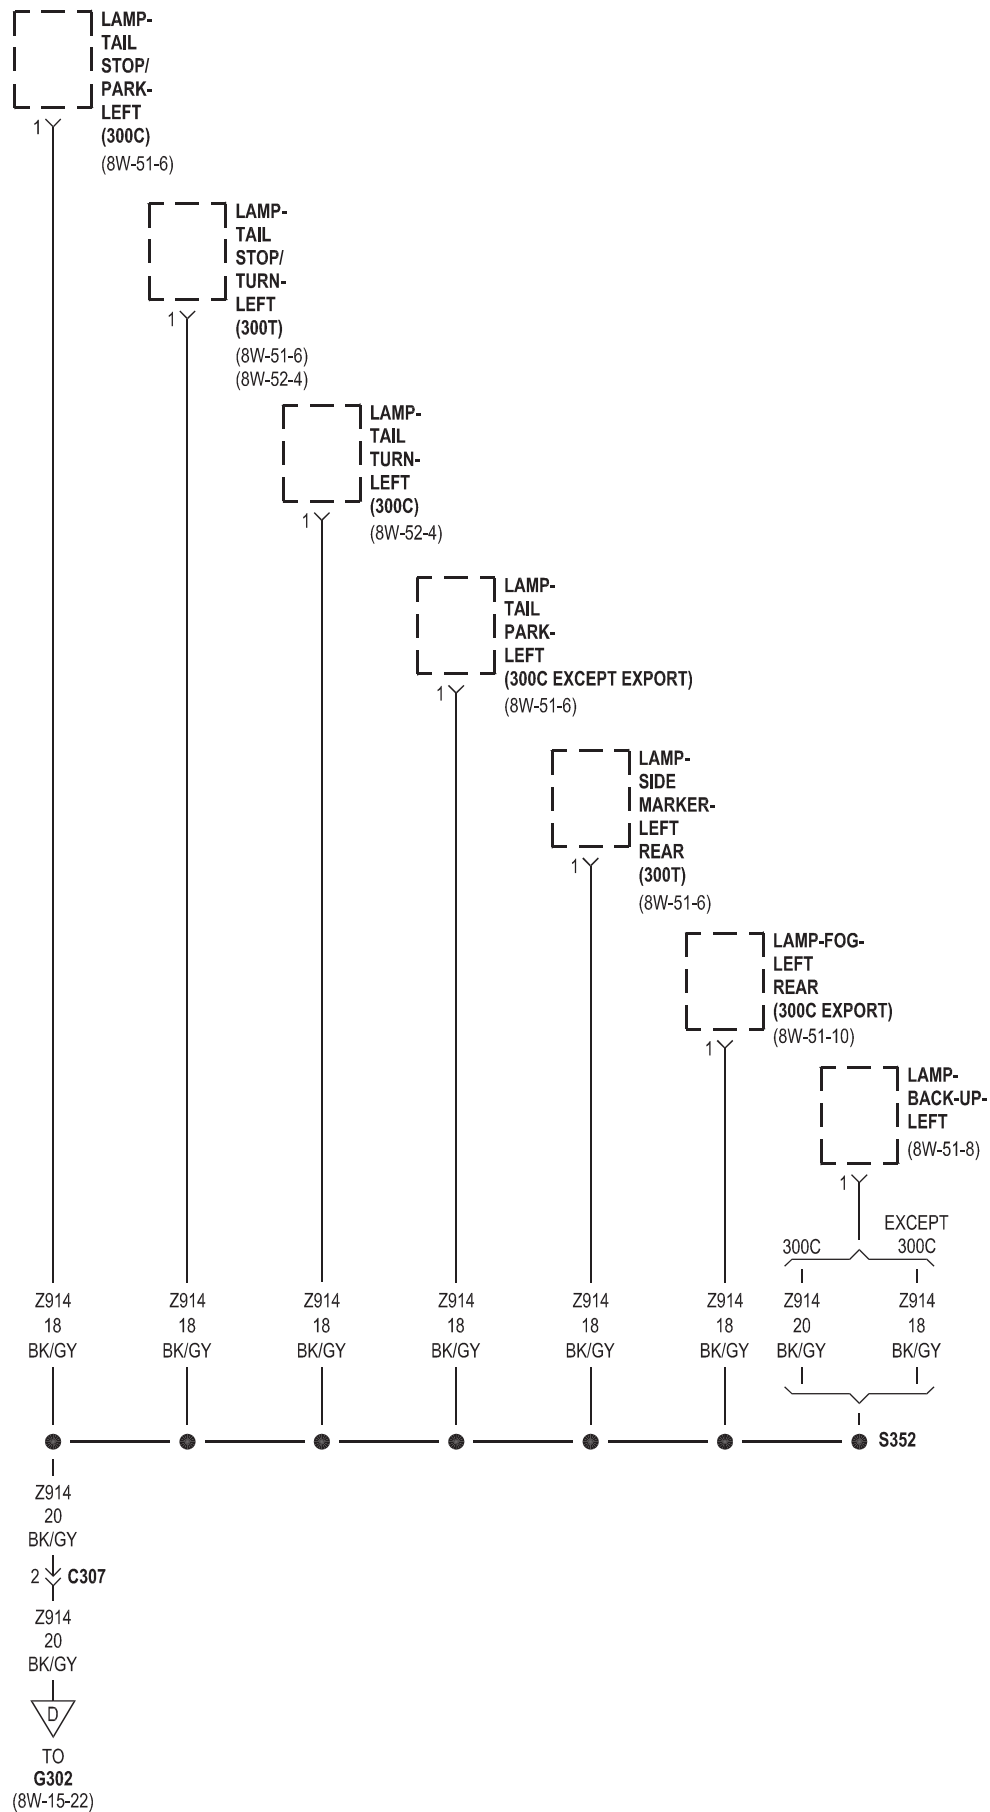 LAMP-
TAIL
STOP/
PARK-
LEFT
(300C)
(8W-51-6)
1
LAMP-
TAIL
STOP/
TURN-
LEFT
(300T)
(8W-51-6)
(8W-52-4)
1
LAMP-
TAIL
TURN-
LEFT
(300C)
(8W-52-4)
1
LAMP-
TAIL
PARK-
LEFT
(300C EXCEPT EXPORT)
(8W-51-6)
1
LAMP-
SIDE
MARKER-
LEFT
REAR
(300T)
(8W-51-6)
1
LAMP-FOG-
LEFT
REAR
(300C EXPORT)
(8W-51-10)
1
LAMP-
BACK-UP-
LEFT
(8W-51-8)
1
300C
EXCEPT
300C
Z914 Z914 Z914 Z914 Z914 Z914 Z914 Z914
18 18 18 18 18 18 20 18
BK/GY BK/GY BK/GY BK/GY BK/GY BK/GY BK/GY BK/GY
S352
Z914
20
BK/GY
2 C307
Z914
20
BK/GY
D
TO
G302
(8W-15-22)